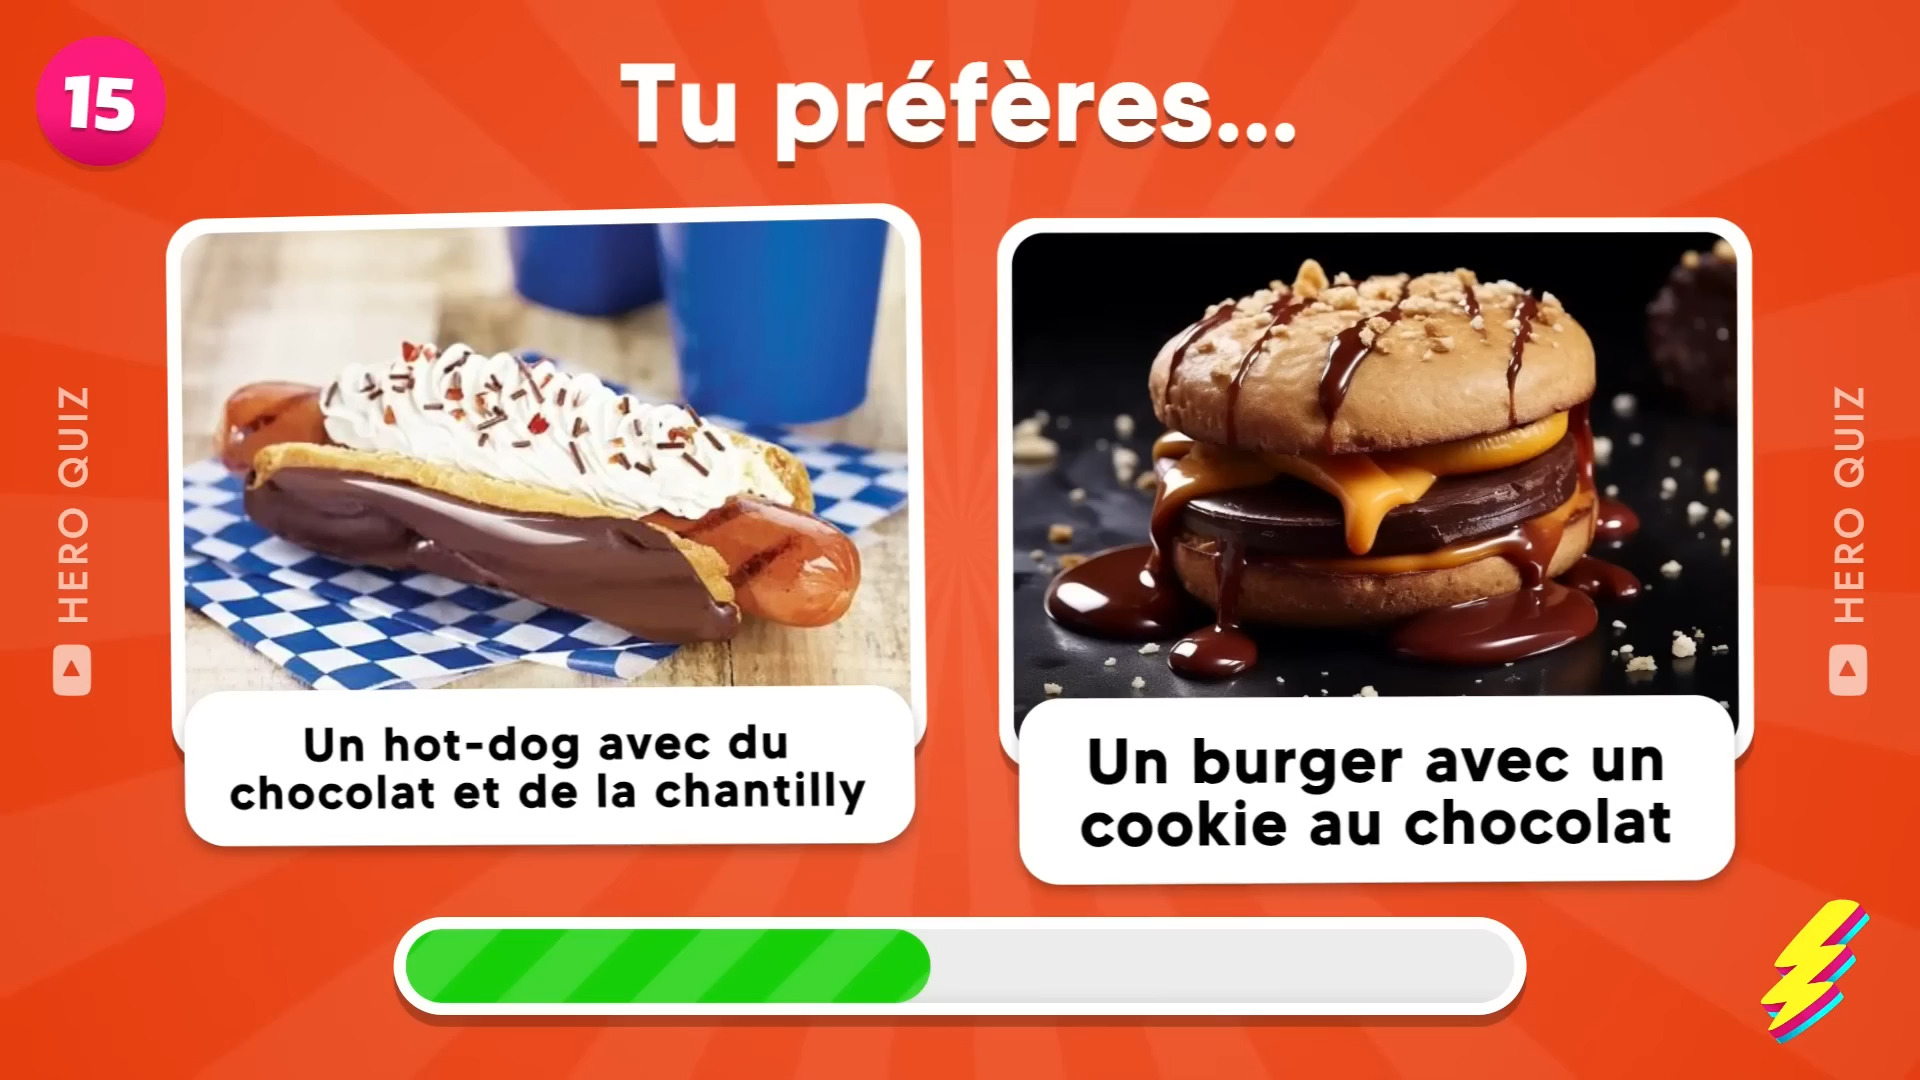 15
Tu préfères...
HERO QUIZ
Un hot-dog avec du
chocolat et de la chantilly
Un burger avec un
cookie au chocolat
HERO QUIZ